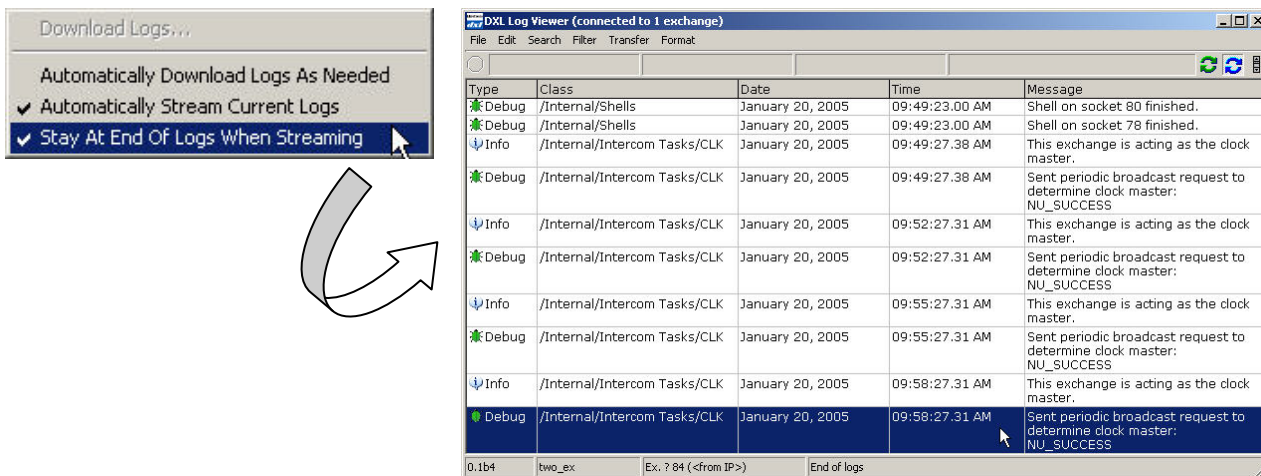 Download Logs...
Automatically Download Logs As Needed
Automatically Stream Current Logs
Stay At End Of Logs When Streaming
DXL Log Viewer (connected to 1 exchange)
File Edit Search Filter Transfer Format
Type Class Date Time Message
Debug /Internal/Shells January 20, 2005 09:49:23.00 AM Shell on socket 80 finished.
Debug /Internal/Shells January 20, 2005 09:49:23.00 AM Shell on socket 78 finished.
Info /Internal/Intercom Tasks/CLK January 20, 2005 09:49:27.38 AM This exchange is acting as the clock
master.
Debug /Internal/Intercom Tasks/CLK January 20, 2005 09:49:27.38 AM Sent periodic broadcast request to
determine clock master:
NU_SUCCESS
Info /Internal/Intercom Tasks/CLK January 20, 2005 09:52:27.31 AM This exchange is acting as the clock
master.
Debug /Internal/Intercom Tasks/CLK January 20, 2005 09:52:27.31 AM Sent periodic broadcast request to
determine clock master:
NU_SUCCESS
Info /Internal/Intercom Tasks/CLK January 20, 2005 09:55:27.31 AM This exchange is acting as the clock
master.
Debug /Internal/Intercom Tasks/CLK January 20, 2005 09:55:27.31 AM Sent periodic broadcast request to
determine clock master:
NU_SUCCESS
Info /Internal/Intercom Tasks/CLK January 20, 2005 09:58:27.31 AM This exchange is acting as the clock
master.
Debug /Internal/Intercom Tasks/CLK January 20, 2005 09:58:27.31 AM Sent periodic broadcast request to
determine clock master:
NU_SUCCESS
0.1b4 two_ex Ex. ? 84 (<from IP>) End of logs